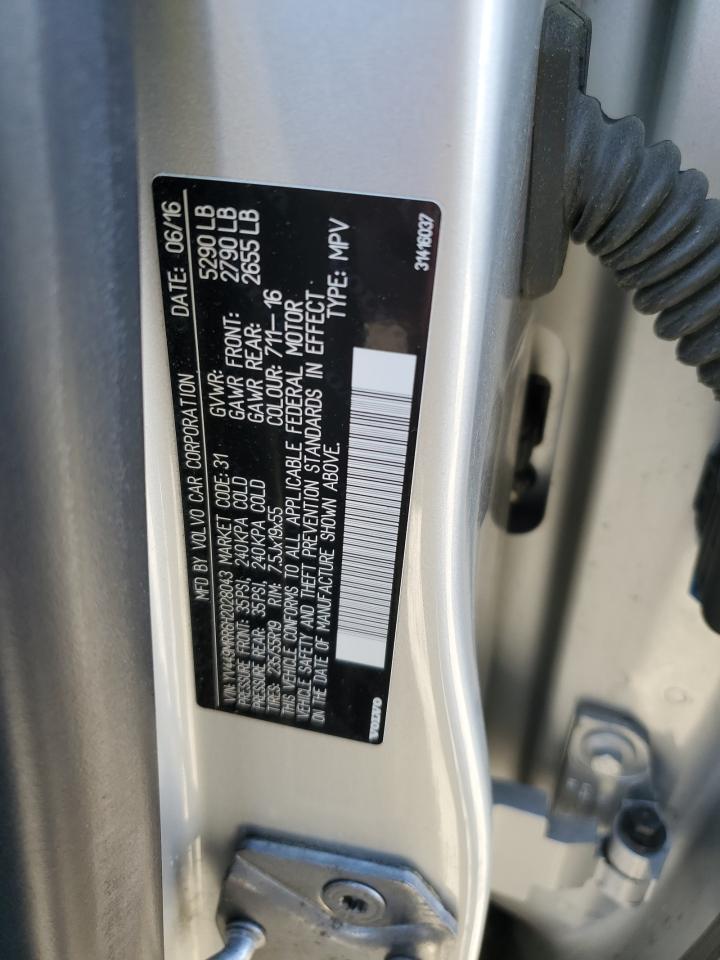 MFD BY VOLVO CAR CORPORATION DATE: 06/16
VIN: YV449MRR6H2028043 MARKET CODE: 31 GVWR: 5290 LB
PRESSURE FRONT: 35PSI, 240KPA COLD GAWR FRONT: 2790 LB
PRESSURE REAR: 35PSI, 240KPA COLD GAWR REAR: 2655 LB
TIRES: 235/55R19 RIM: 7.5Jx19x55 COLOUR: 711-16
THIS VEHICLE CONFORMS TO ALL APPLICABLE FEDERAL MOTOR
VEHICLE SAFETY AND THEFT PREVENTION STANDARDS IN EFFECT
ON THE DATE OF MANUFACTURE SHOWN ABOVE. TYPE: MPV
VOLVO 31416037